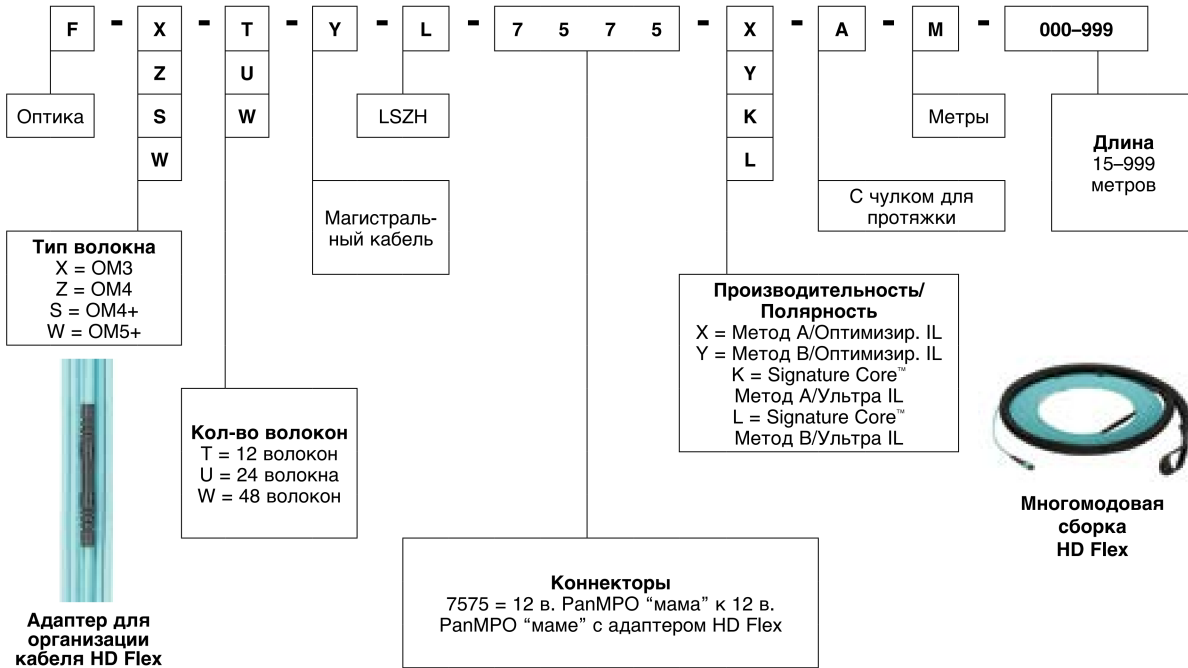 F - X - T - Y - L - 7 5 7 5 - X - A - M - 000–999
Z U Y
S W K
W L
Оптика
LSZH
Метры
Длина
15–999
метров
Магистраль-
ный кабель
С чулком для
протяжки
Тип волокна
X = OM3
Z = OM4
S = OM4+
W = OM5+
Производительность/
Полярность
X = Метод A/Оптимизир. IL
Y = Метод B/Оптимизир. IL
K = Signature Core™
Метод A/Ультра IL
L = Signature Core™
Метод B/Ультра IL
Кол-во волокон
T = 12 волокон
U = 24 волокна
W = 48 волокон
Многомодовая
сборка
HD Flex
Коннекторы
7575 = 12 в. PanMPO “мама” к 12 в.
PanMPO “маме” с адаптером HD Flex
Адаптер для
организации
кабеля HD Flex